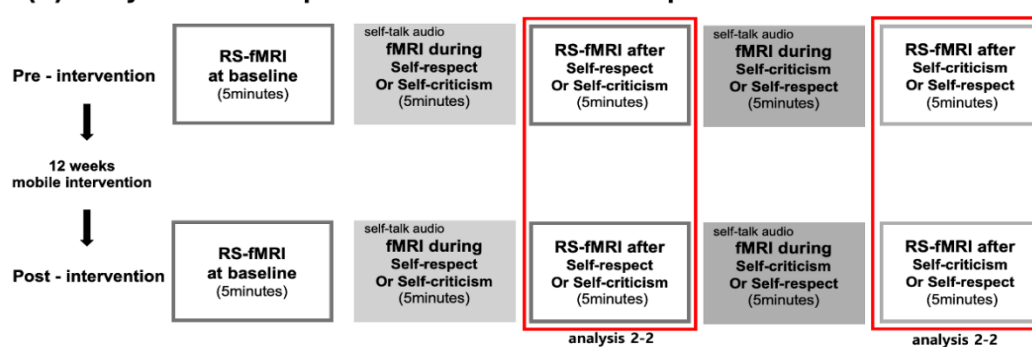 self-talk audio
self-talk audio
RS-fMRI
at baseline
(5minutes)
fMRI during
Self-respect
Or Self-criticism
(5minutes)
RS-fMRI after
Self-respect
Or Self-criticism
(5minutes)
fMRI during
Self-criticism
Or Self-respect
(5minutes)
RS-fMRI after
Self-criticism
Or Self-respect
(5minutes)
Pre - intervention
12 weeks
mobile intervention
Post - intervention
self-talk audio
self-talk audio
RS-fMRI
at baseline
(5minutes)
fMRI during
Self-respect
Or Self-criticism
(5minutes)
RS-fMRI after
Self-respect
Or Self-criticism
(5minutes)
fMRI during
Self-criticism
Or Self-respect
(5minutes)
RS-fMRI after
Self-criticism
Or Self-respect
(5minutes)
analysis 2-2
analysis 2-2